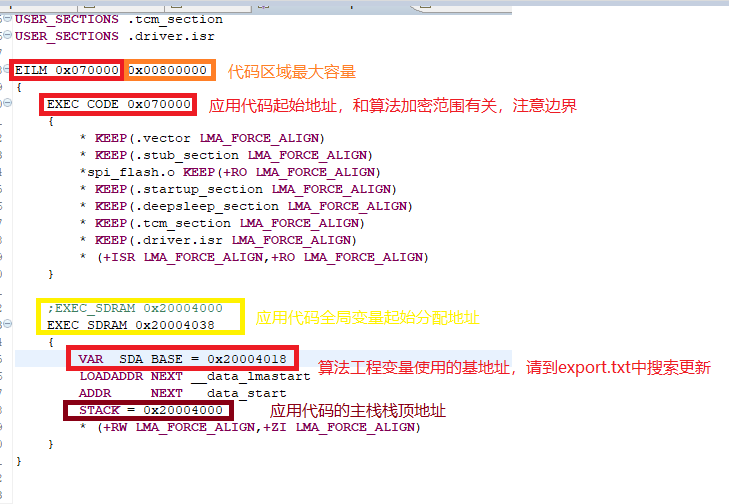 USER_SECTIONS .tcm_section
USER_SECTIONS .driver.isr
EILM 0x070000 0x00800000 代码区域最大容量
{
EXEC_CODE 0x070000 应用代码起始地址，和算法加密范围有关，注意边界
{
* KEEP(.vector LMA_FORCE_ALIGN)
* KEEP(.stub_section LMA_FORCE_ALIGN)
*spi_flash.o KEEP(+RO LMA_FORCE_ALIGN)
* KEEP(.startup_section LMA_FORCE_ALIGN)
* KEEP(.deepsleep_section LMA_FORCE_ALIGN)
* KEEP(.tcm_section LMA_FORCE_ALIGN)
* KEEP(.driver.isr LMA_FORCE_ALIGN)
* (+ISR LMA_FORCE_ALIGN,+RO LMA_FORCE_ALIGN)
}
;EXEC_SDRAM 0x20004000 应用代码全局变量起始分配地址
EXEC_SDRAM 0x20004038
{
VAR _SDA_BASE_ = 0x20004018 算法工程变量使用的基地址，请到export.txt中搜索更新
LOADADDR NEXT __data_lmastart
ADDR NEXT __data_start
STACK = 0x20004000 应用代码的主栈栈顶地址
* (+RW LMA_FORCE_ALIGN,+ZI LMA_FORCE_ALIGN)
}
}